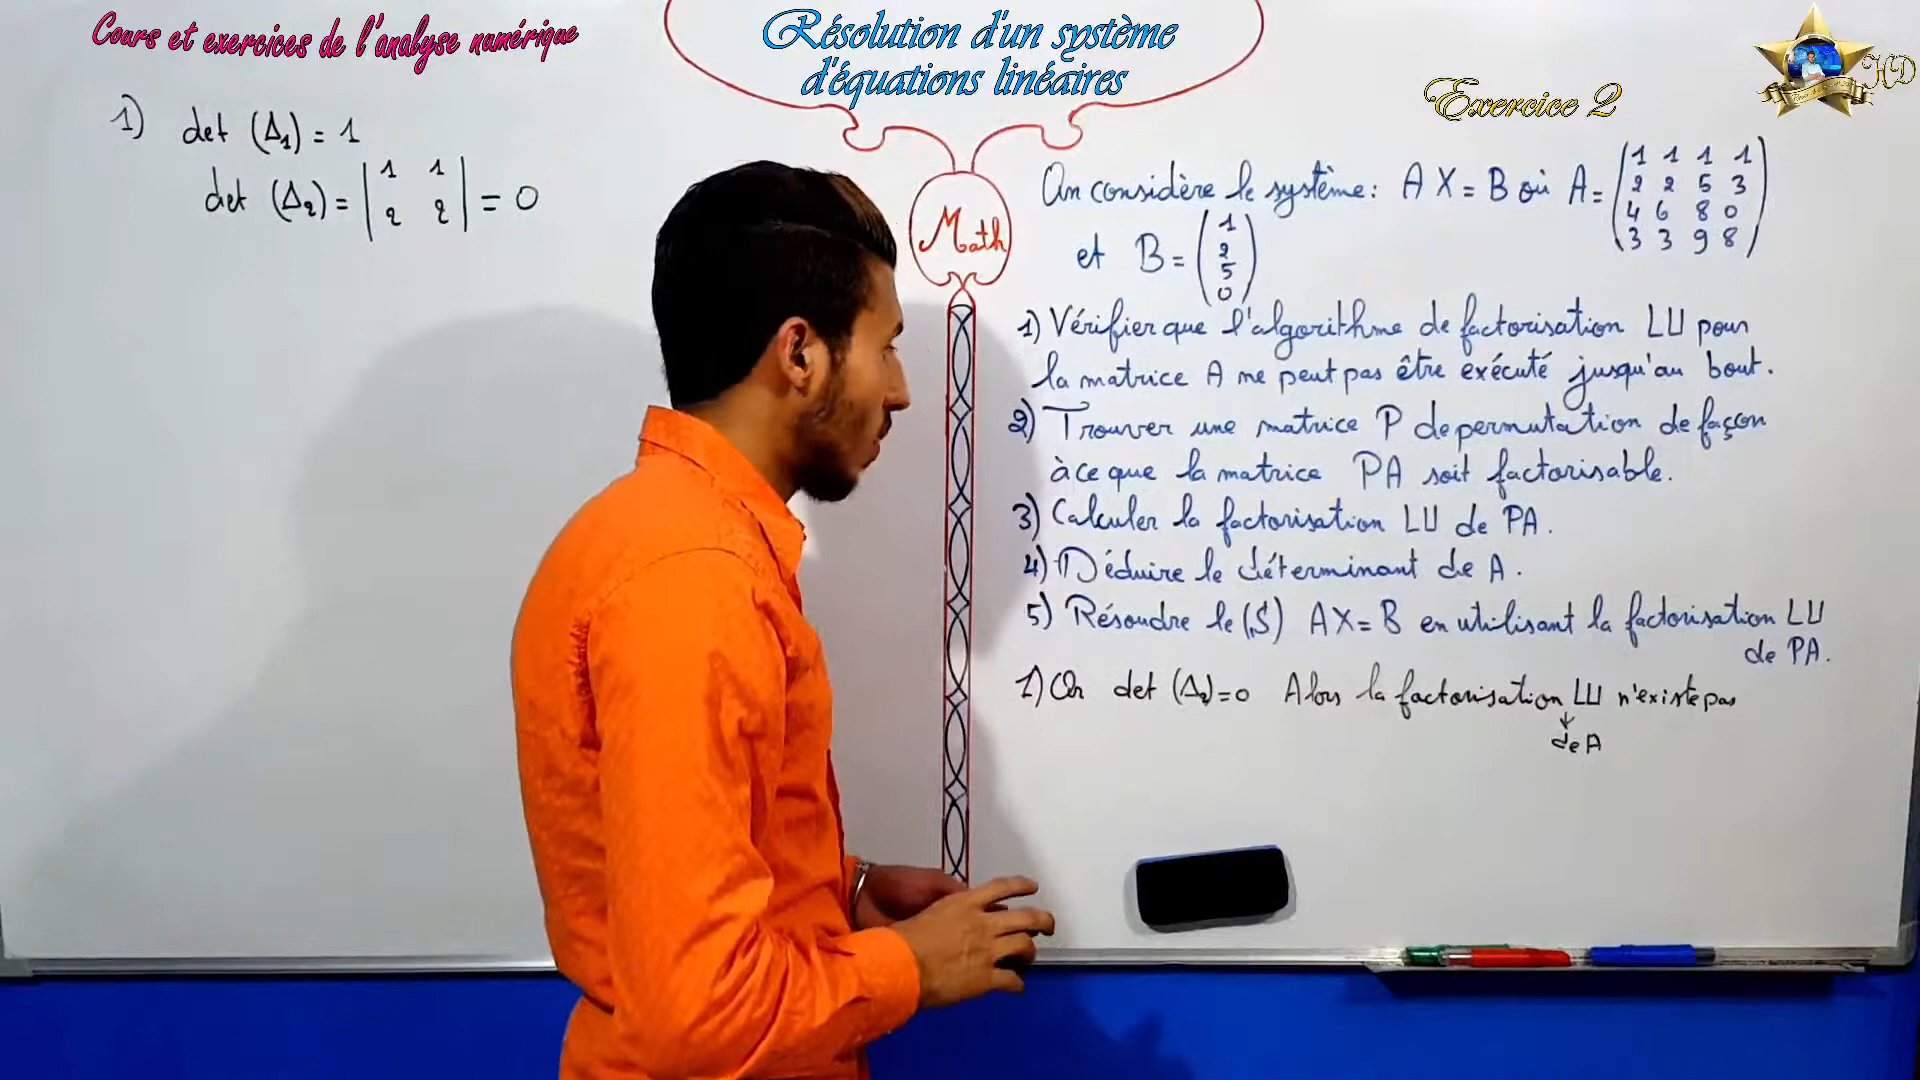 Cours et exercices de l'analyse numérique
Résolution d'un système
d'équations linéaires
Exercice 2
HD
1) det (Δ1) = 1
det (Δ2) = | 1 1 | = 0
2 2
Math
On considère le système: A X = B où A = ( 1 1 1 1
2 2 5 3
4 6 8 0
3 3 9 8 )
et B = ( 1
2
5
0 )
1) Vérifier que l'algorithme de factorisation LU pour
la matrice A ne peut pas être exécuté jusqu'au bout.
2) Trouver une matrice P de permutation de façon
à ce que la matrice PA soit factorisable.
3) Calculer la factorisation LU de PA.
4) Déduire le déterminant de A.
5) Résoudre le (S) AX = B en utilisant la factorisation LU
de PA.
1) On det (Δ2) = 0 Alors la factorisation LU n'existe pas
↓
de A